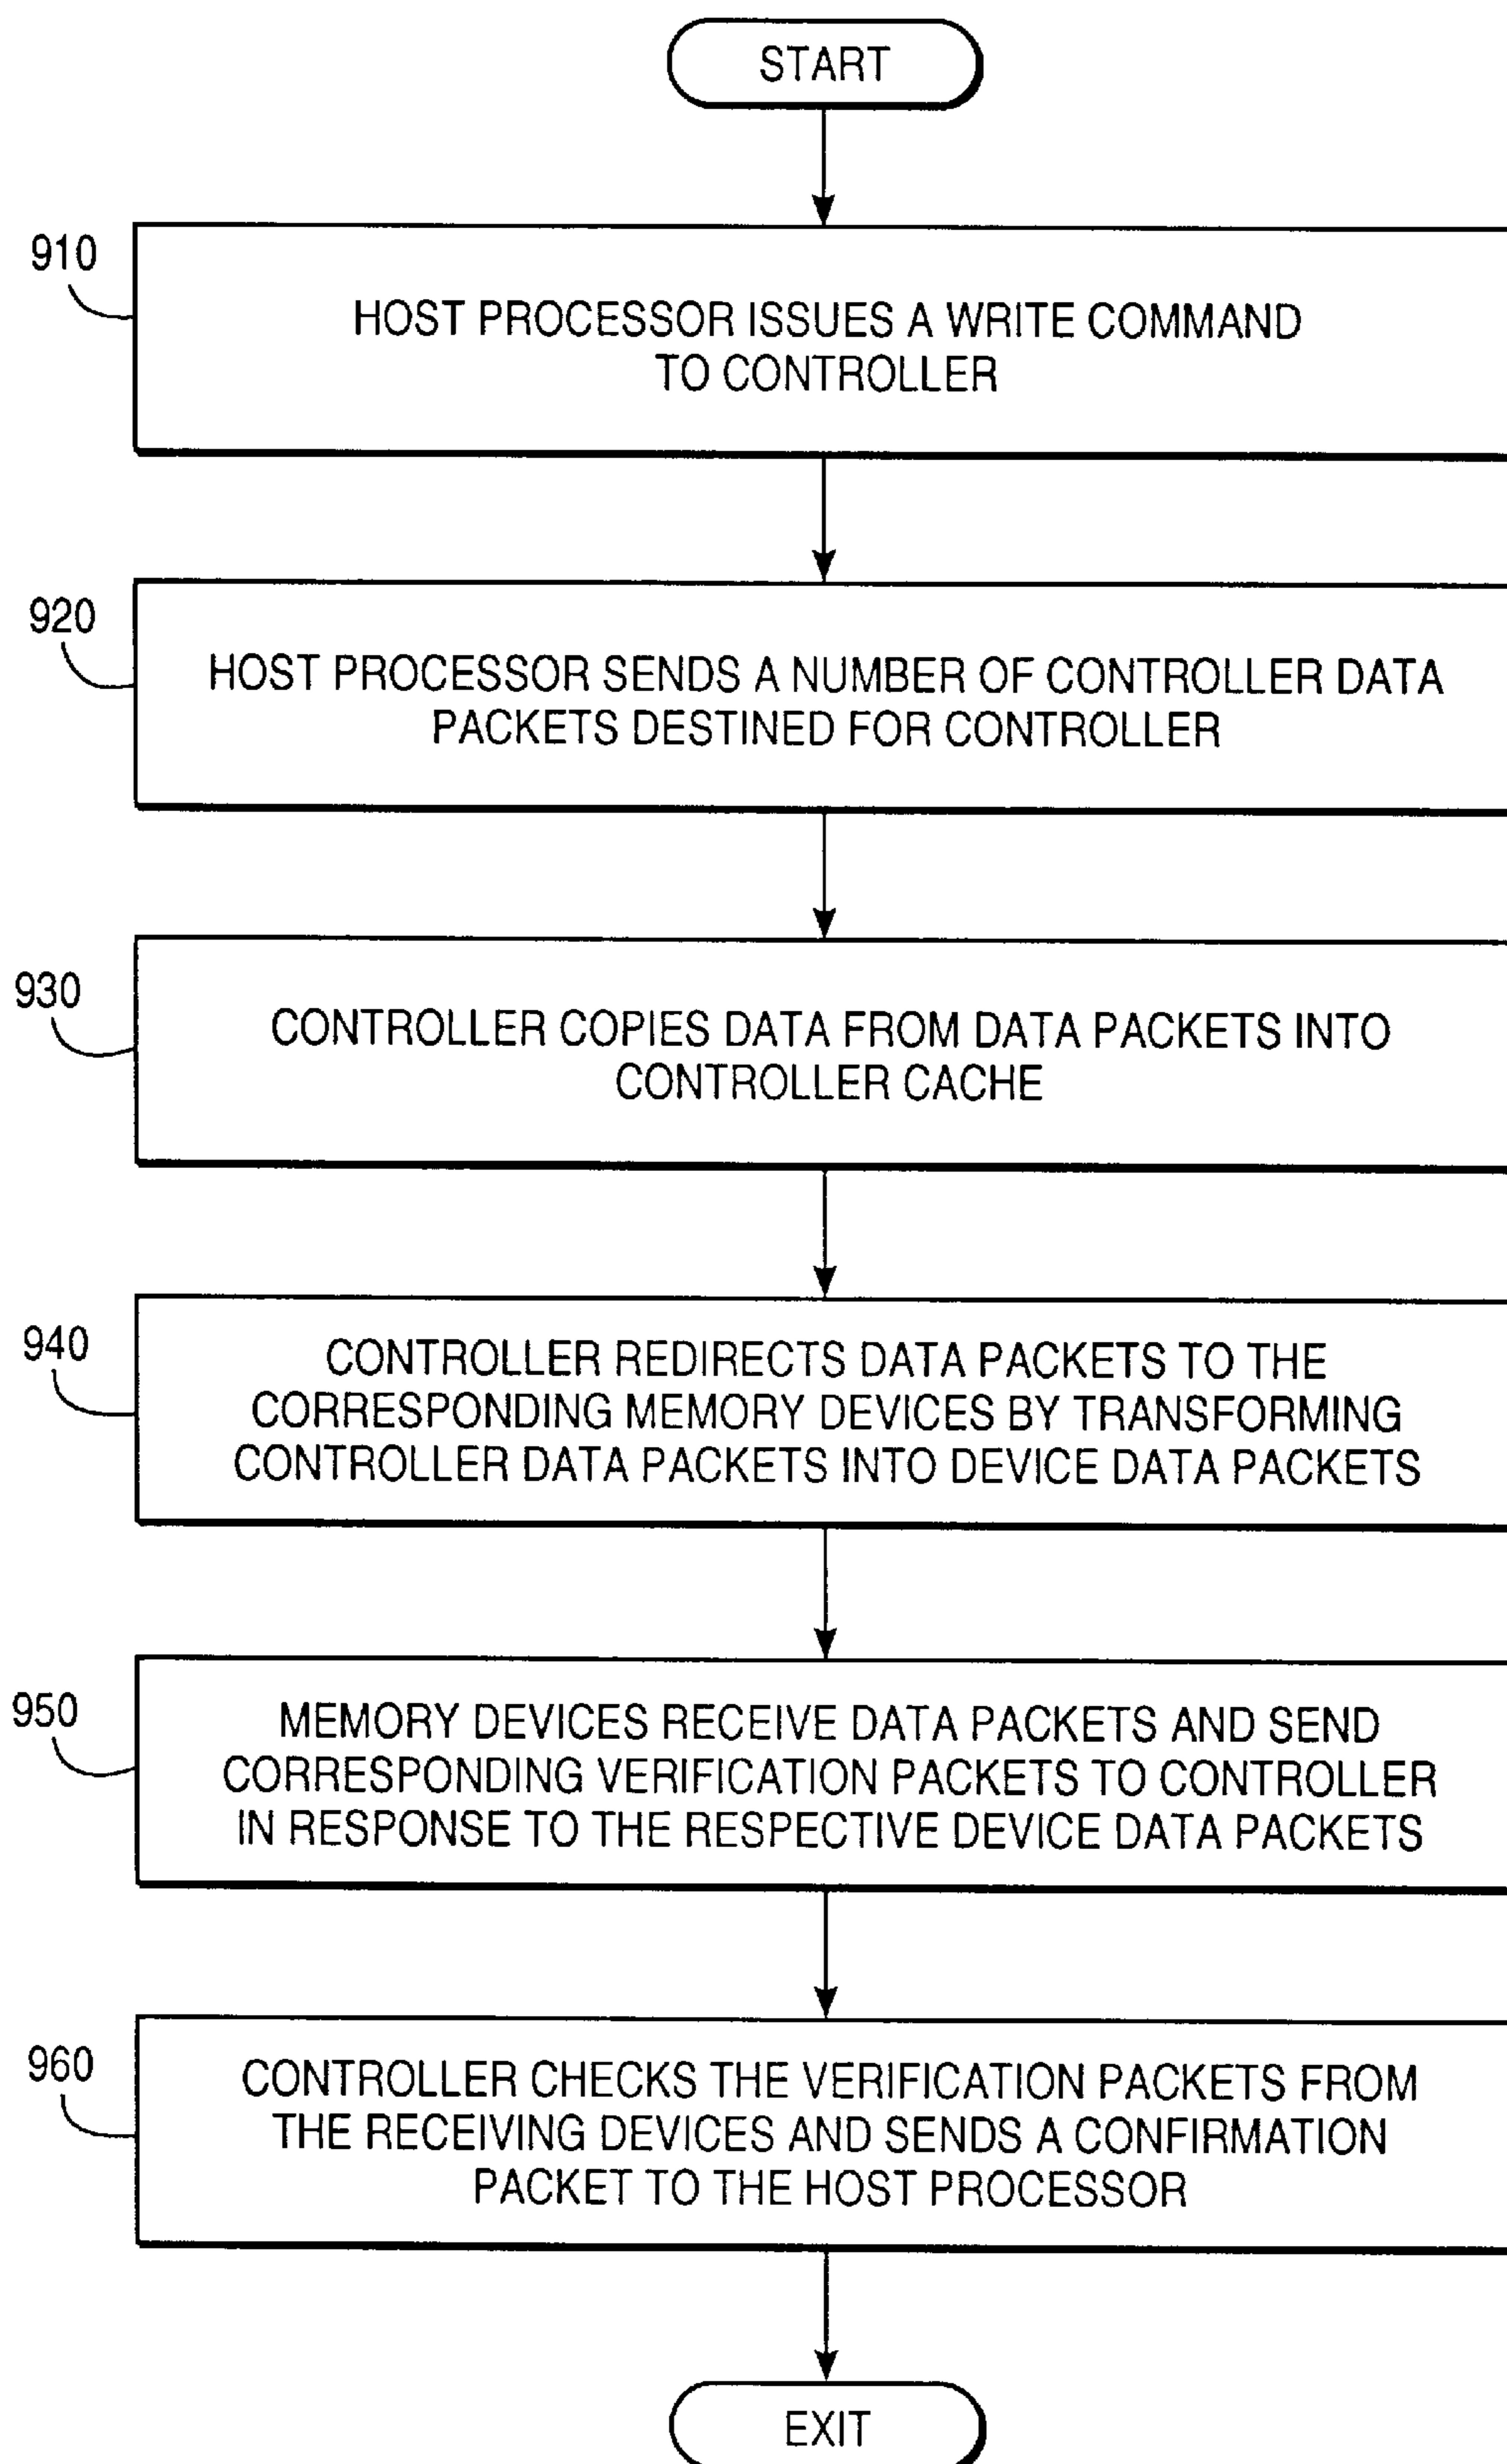 START
910
HOST PROCESSOR ISSUES A WRITE COMMAND
TO CONTROLLER
920
HOST PROCESSOR SENDS A NUMBER OF CONTROLLER DATA
PACKETS DESTINED FOR CONTROLLER
930
CONTROLLER COPIES DATA FROM DATA PACKETS INTO
CONTROLLER CACHE
940
CONTROLLER REDIRECTS DATA PACKETS TO THE
CORRESPONDING MEMORY DEVICES BY TRANSFORMING
CONTROLLER DATA PACKETS INTO DEVICE DATA PACKETS
950
MEMORY DEVICES RECEIVE DATA PACKETS AND SEND
CORRESPONDING VERIFICATION PACKETS TO CONTROLLER
IN RESPONSE TO THE RESPECTIVE DEVICE DATA PACKETS
960
CONTROLLER CHECKS THE VERIFICATION PACKETS FROM
THE RECEIVING DEVICES AND SENDS A CONFIRMATION
PACKET TO THE HOST PROCESSOR
EXIT